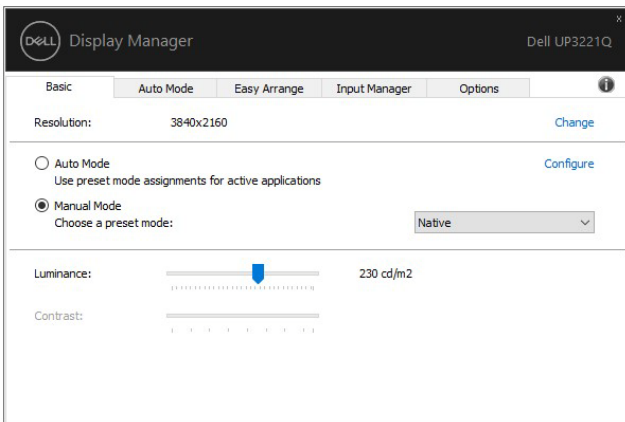 DELL Display Manager Dell UP3221Q x
Basic Auto Mode Easy Arrange Input Manager Options i
Resolution: 3840x2160 Change
Auto Mode Configure
Use preset mode assignments for active applications
Manual Mode
Choose a preset mode: Native
Luminance: 230 cd/m2
Contrast: